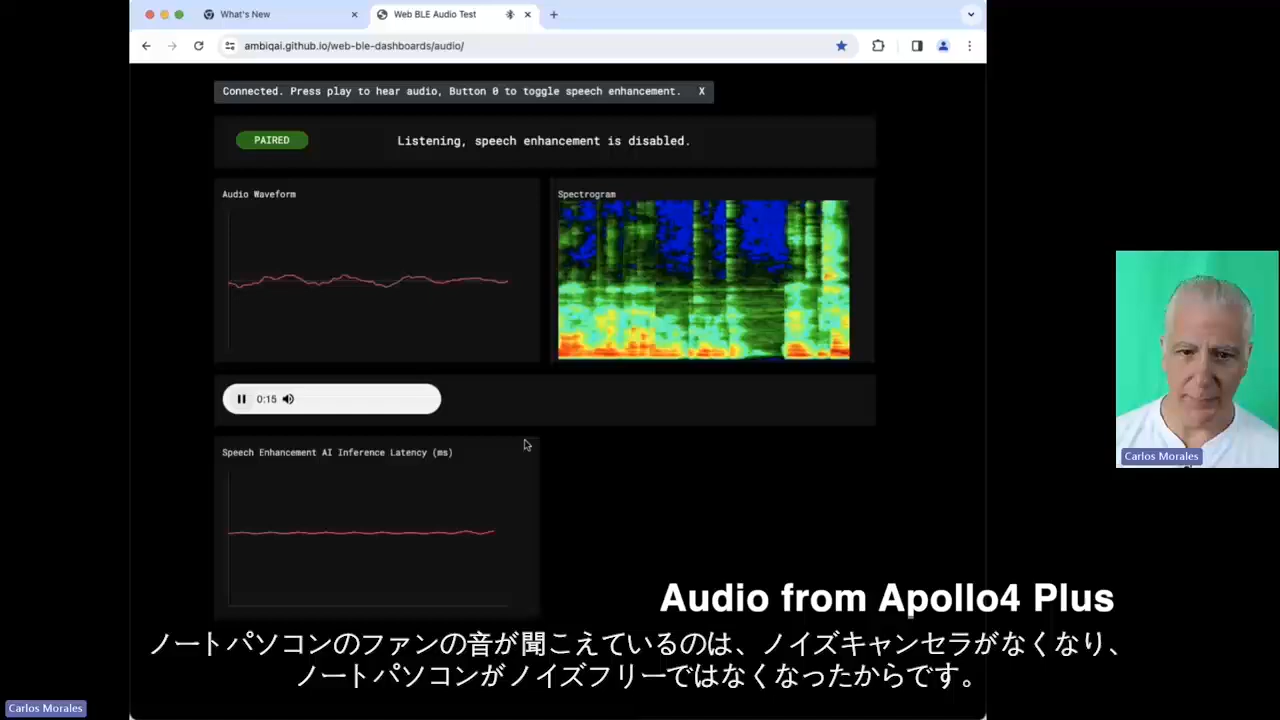 What's New
Web BLE Audio Test
ambiqai.github.io/web-ble-dashboards/audio/
Connected. Press play to hear audio, Button 0 to toggle speech enhancement. X
PAIRED
Listening, speech enhancement is disabled.
Audio Waveform
Spectrogram
0:15
Speech Enhancement AI Inference Latency (ms)
Carlos Morales
Audio from Apollo4 Plus
ノートパソコンのファンの音が聞こえているのは、ノイズキャンセラがなくなり、
ノートパソコンがノイズフリーではなくなったからです。
Carlos Morales